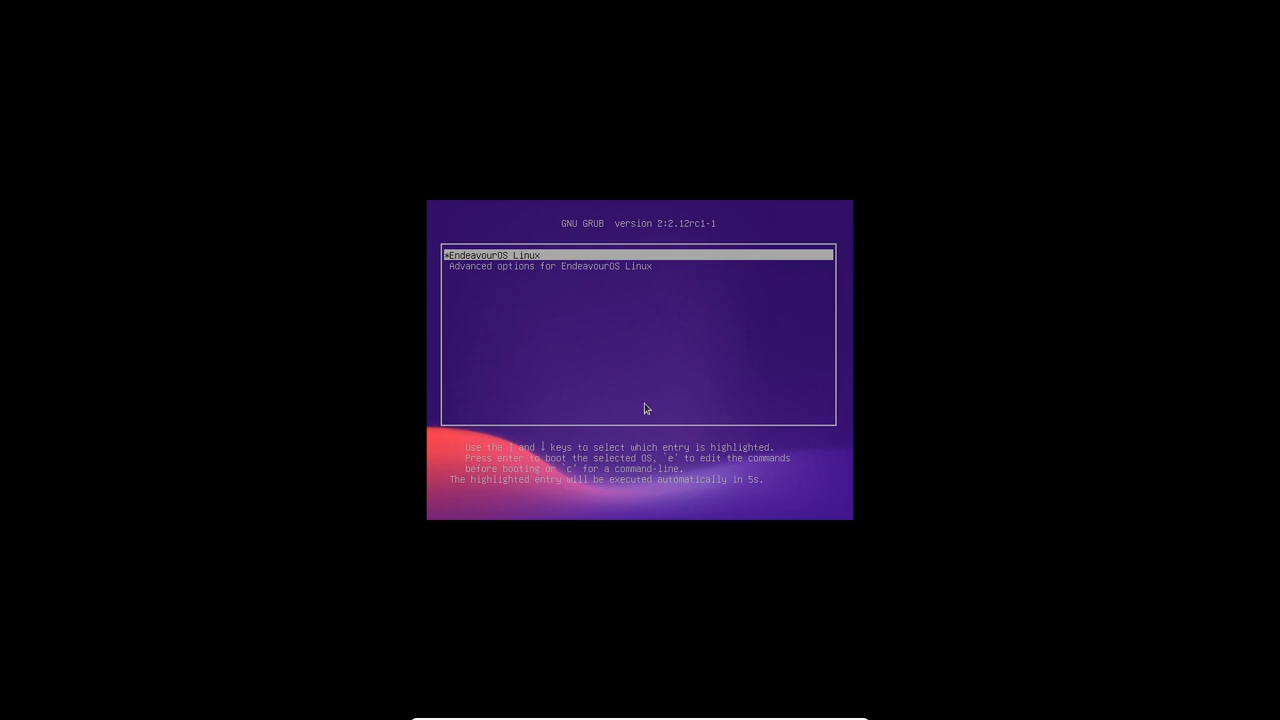 GNU GRUB  version 2:2.12rc1-1
*EndeavourOS Linux
Advanced options for EndeavourOS Linux
Use the ↑ and ↓ keys to select which entry is highlighted.
Press enter to boot the selected OS, `e' to edit the commands
before booting or `c' for a command-line.
The highlighted entry will be executed automatically in 5s.